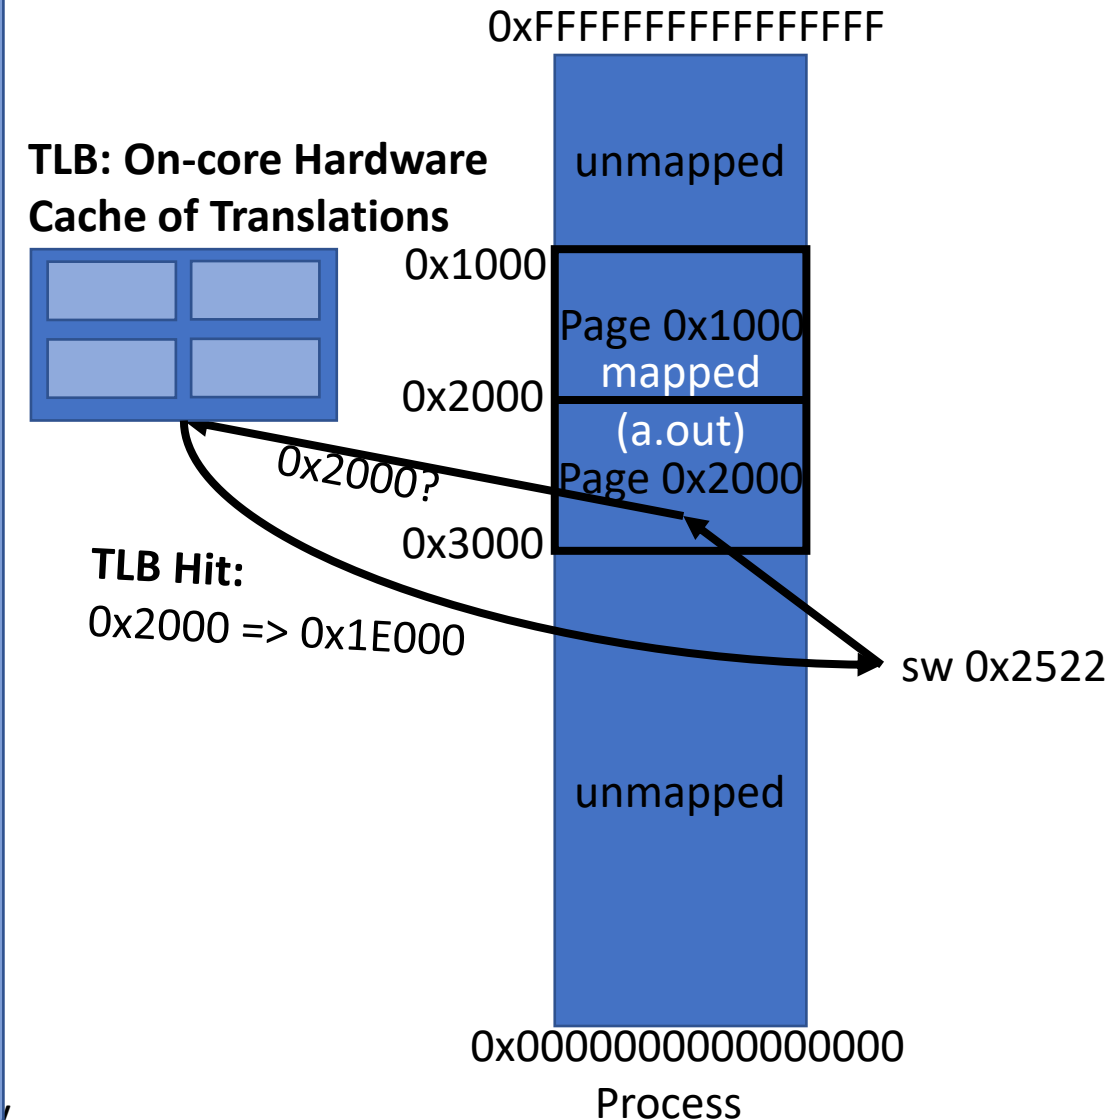 0xFFFFFFFFFFFFFFFF
unmapped
TLB: On-core Hardware
Cache of Translations
0x1000
Page 0x1000
mapped
0x2000
(a.out)
Page 0x2000
0x2000?
0x3000
TLB Hit:
0x2000 => 0x1E000
sw 0x2522
unmapped
0x0000000000000000
Process